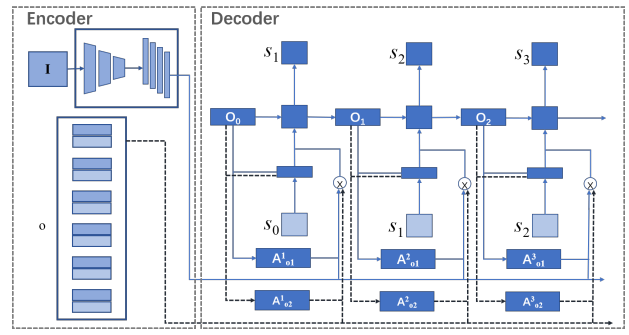 Encoder
Decoder
I
o
S₁
S₂
S₃
O₀
O₁
O₂
X
X
X
S₀
S₁
S₂
A¹ₒ₁
A²ₒ₁
A³ₒ₁
A¹ₒ₂
A²ₒ₂
A³ₒ₂